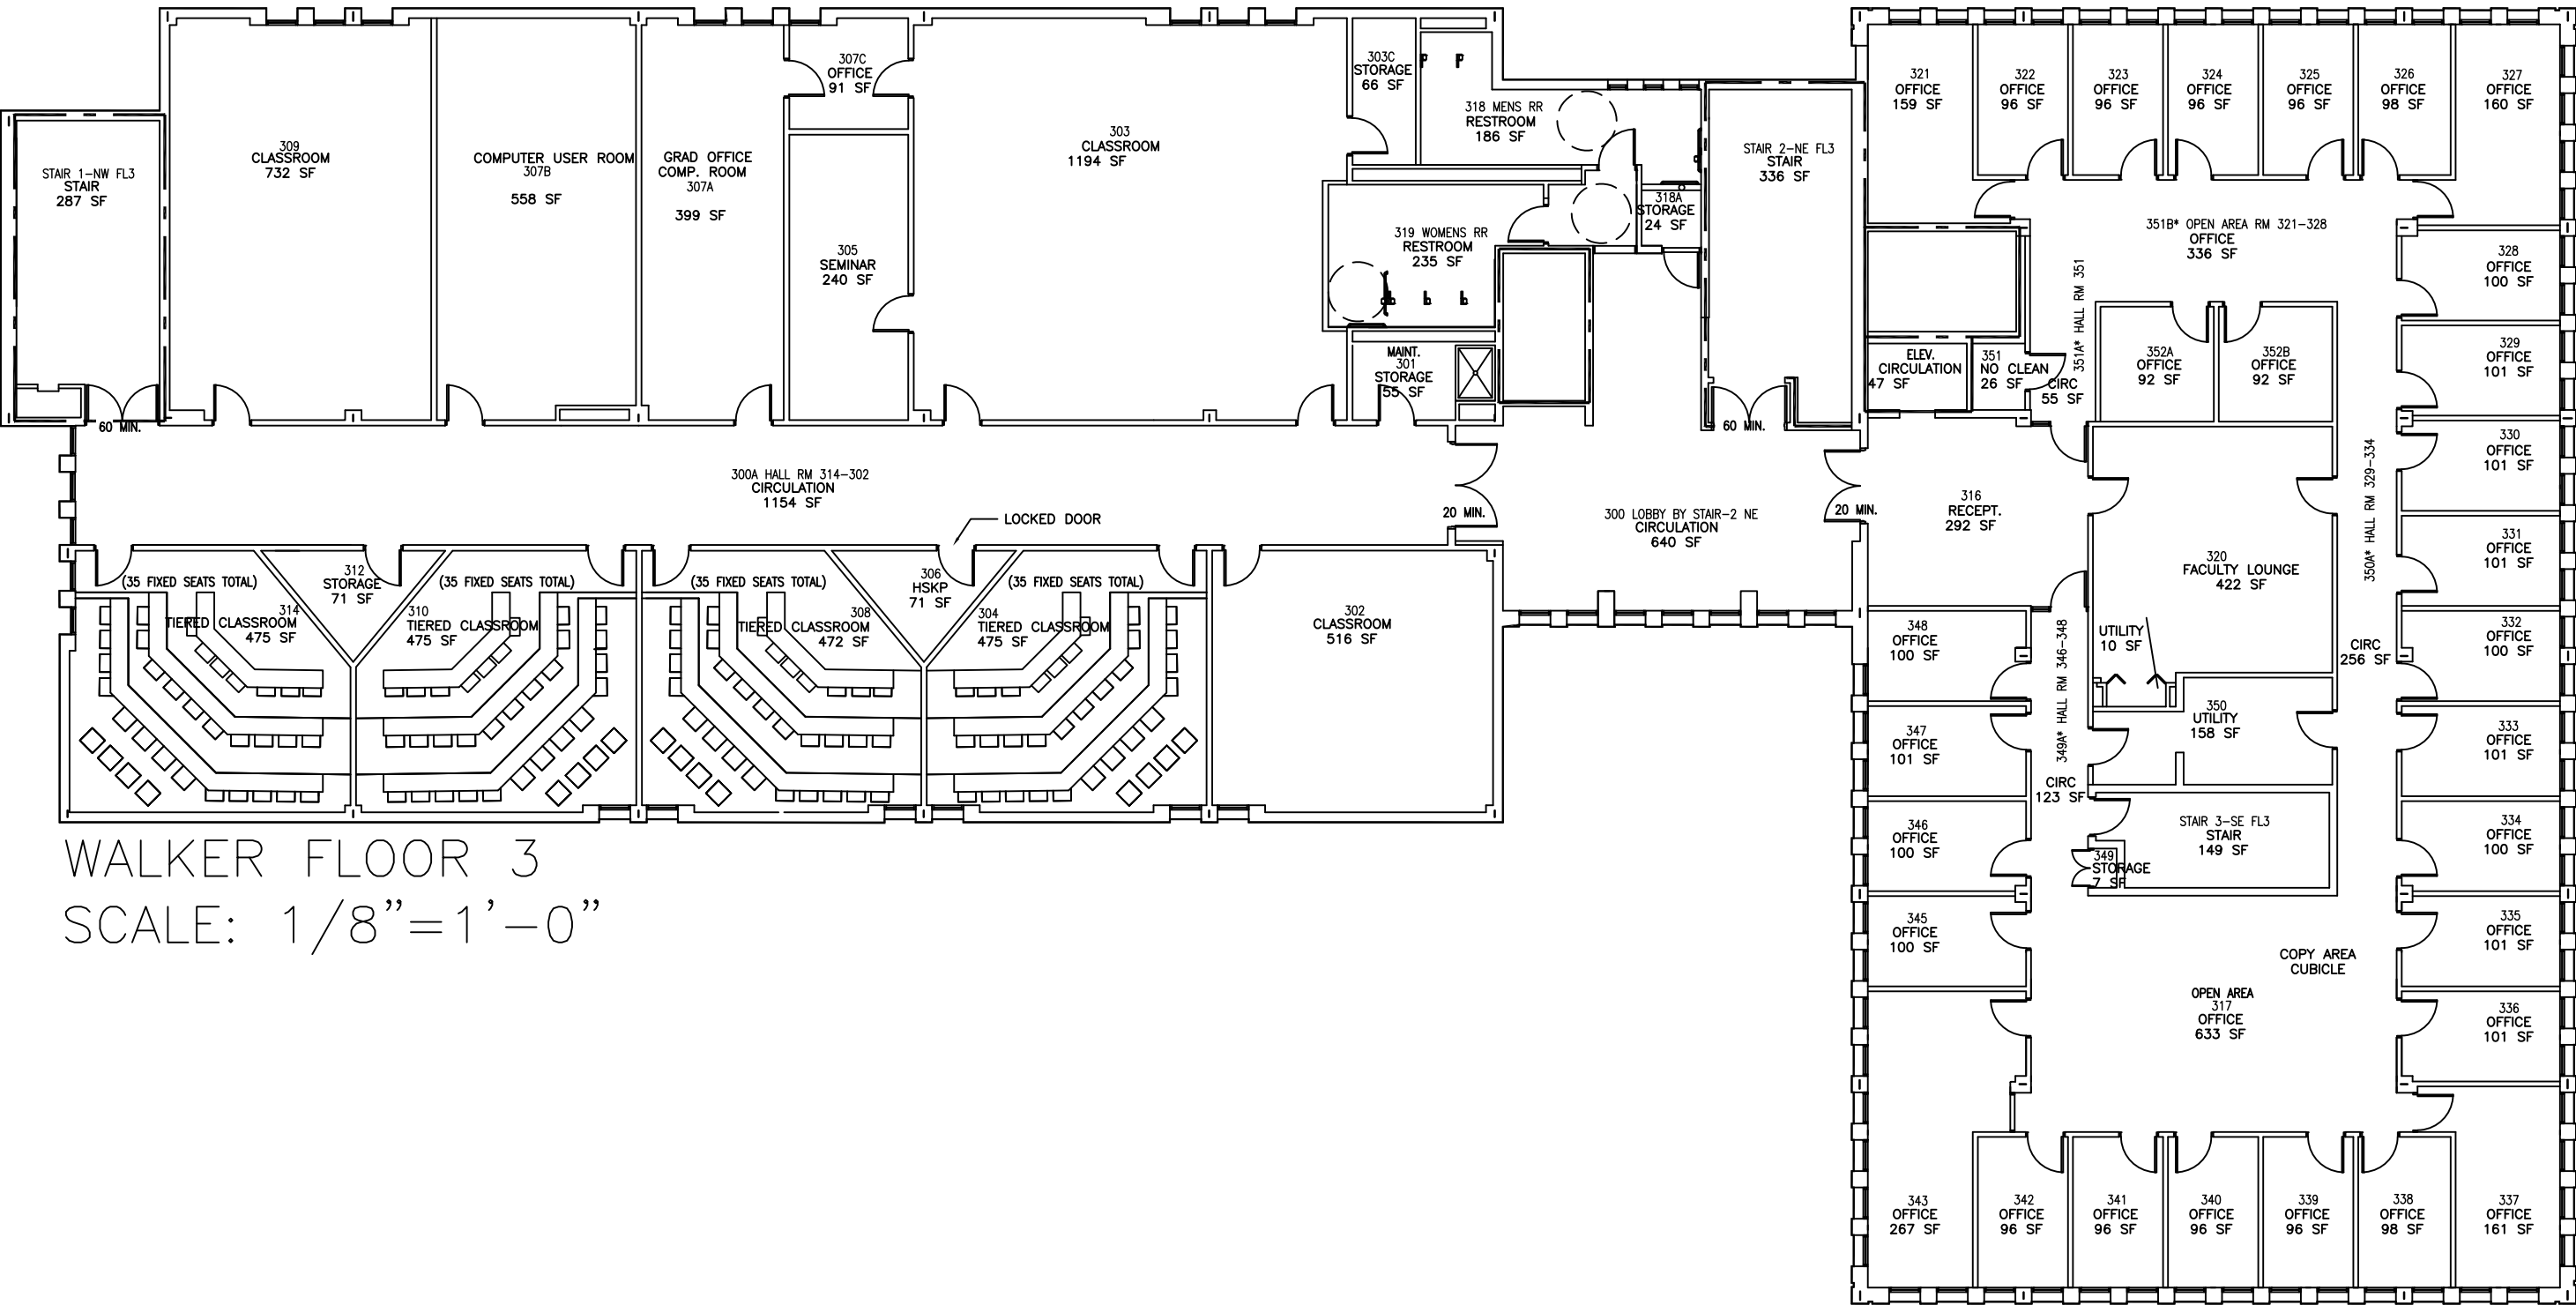 STAIR 1-NW FL3
STAIR
287 SF
309
CLASSROOM
732 SF
COMPUTER USER ROOM
307B
558 SF
GRAD OFFICE
COMP. ROOM
307A
399 SF
307C
OFFICE
91 SF
305
SEMINAR
240 SF
303
CLASSROOM
1194 SF
303C
STORAGE
66 SF
318 MENS RR
RESTROOM
186 SF
318A
STORAGE
24 SF
319 WOMENS RR
RESTROOM
235 SF
MAINT.
301
STORAGE
55 SF
STAIR 2-NE FL3
STAIR
336 SF
60 MIN.
60 MIN.
300A HALL RM 314-302
CIRCULATION
1154 SF
LOCKED DOOR
20 MIN.
300 LOBBY BY STAIR-2 NE
CIRCULATION
640 SF
20 MIN.
(35 FIXED SEATS TOTAL)
314
TIERED CLASSROOM
475 SF
312
STORAGE
71 SF
(35 FIXED SEATS TOTAL)
310
TIERED CLASSROOM
475 SF
(35 FIXED SEATS TOTAL)
308
TIERED CLASSROOM
472 SF
306
HSKP
71 SF
(35 FIXED SEATS TOTAL)
304
TIERED CLASSROOM
475 SF
302
CLASSROOM
516 SF
321
OFFICE
159 SF
322
OFFICE
96 SF
323
OFFICE
96 SF
324
OFFICE
96 SF
325
OFFICE
96 SF
326
OFFICE
98 SF
327
OFFICE
160 SF
351B* OPEN AREA RM 321-328
OFFICE
336 SF
328
OFFICE
100 SF
329
OFFICE
101 SF
330
OFFICE
101 SF
331
OFFICE
101 SF
332
OFFICE
100 SF
333
OFFICE
101 SF
334
OFFICE
100 SF
335
OFFICE
101 SF
336
OFFICE
101 SF
337
OFFICE
161 SF
ELEV.
CIRCULATION
47 SF
351
NO CLEAN
26 SF
351A* HALL RM 351
CIRC
55 SF
352A
OFFICE
92 SF
352B
OFFICE
92 SF
316
RECEPT.
292 SF
320
FACULTY LOUNGE
422 SF
UTILITY
10 SF
350A* HALL RM 329-334
CIRC
256 SF
350
UTILITY
158 SF
349A* HALL RM 346-348
CIRC
123 SF
STAIR 3-SE FL3
STAIR
149 SF
349
STORAGE
7 SF
348
OFFICE
100 SF
347
OFFICE
101 SF
346
OFFICE
100 SF
345
OFFICE
100 SF
COPY AREA
CUBICLE
OPEN AREA
317
OFFICE
633 SF
343
OFFICE
267 SF
342
OFFICE
96 SF
341
OFFICE
96 SF
340
OFFICE
96 SF
339
OFFICE
96 SF
338
OFFICE
98 SF
WALKER FLOOR 3
SCALE: 1/8"=1'-0"